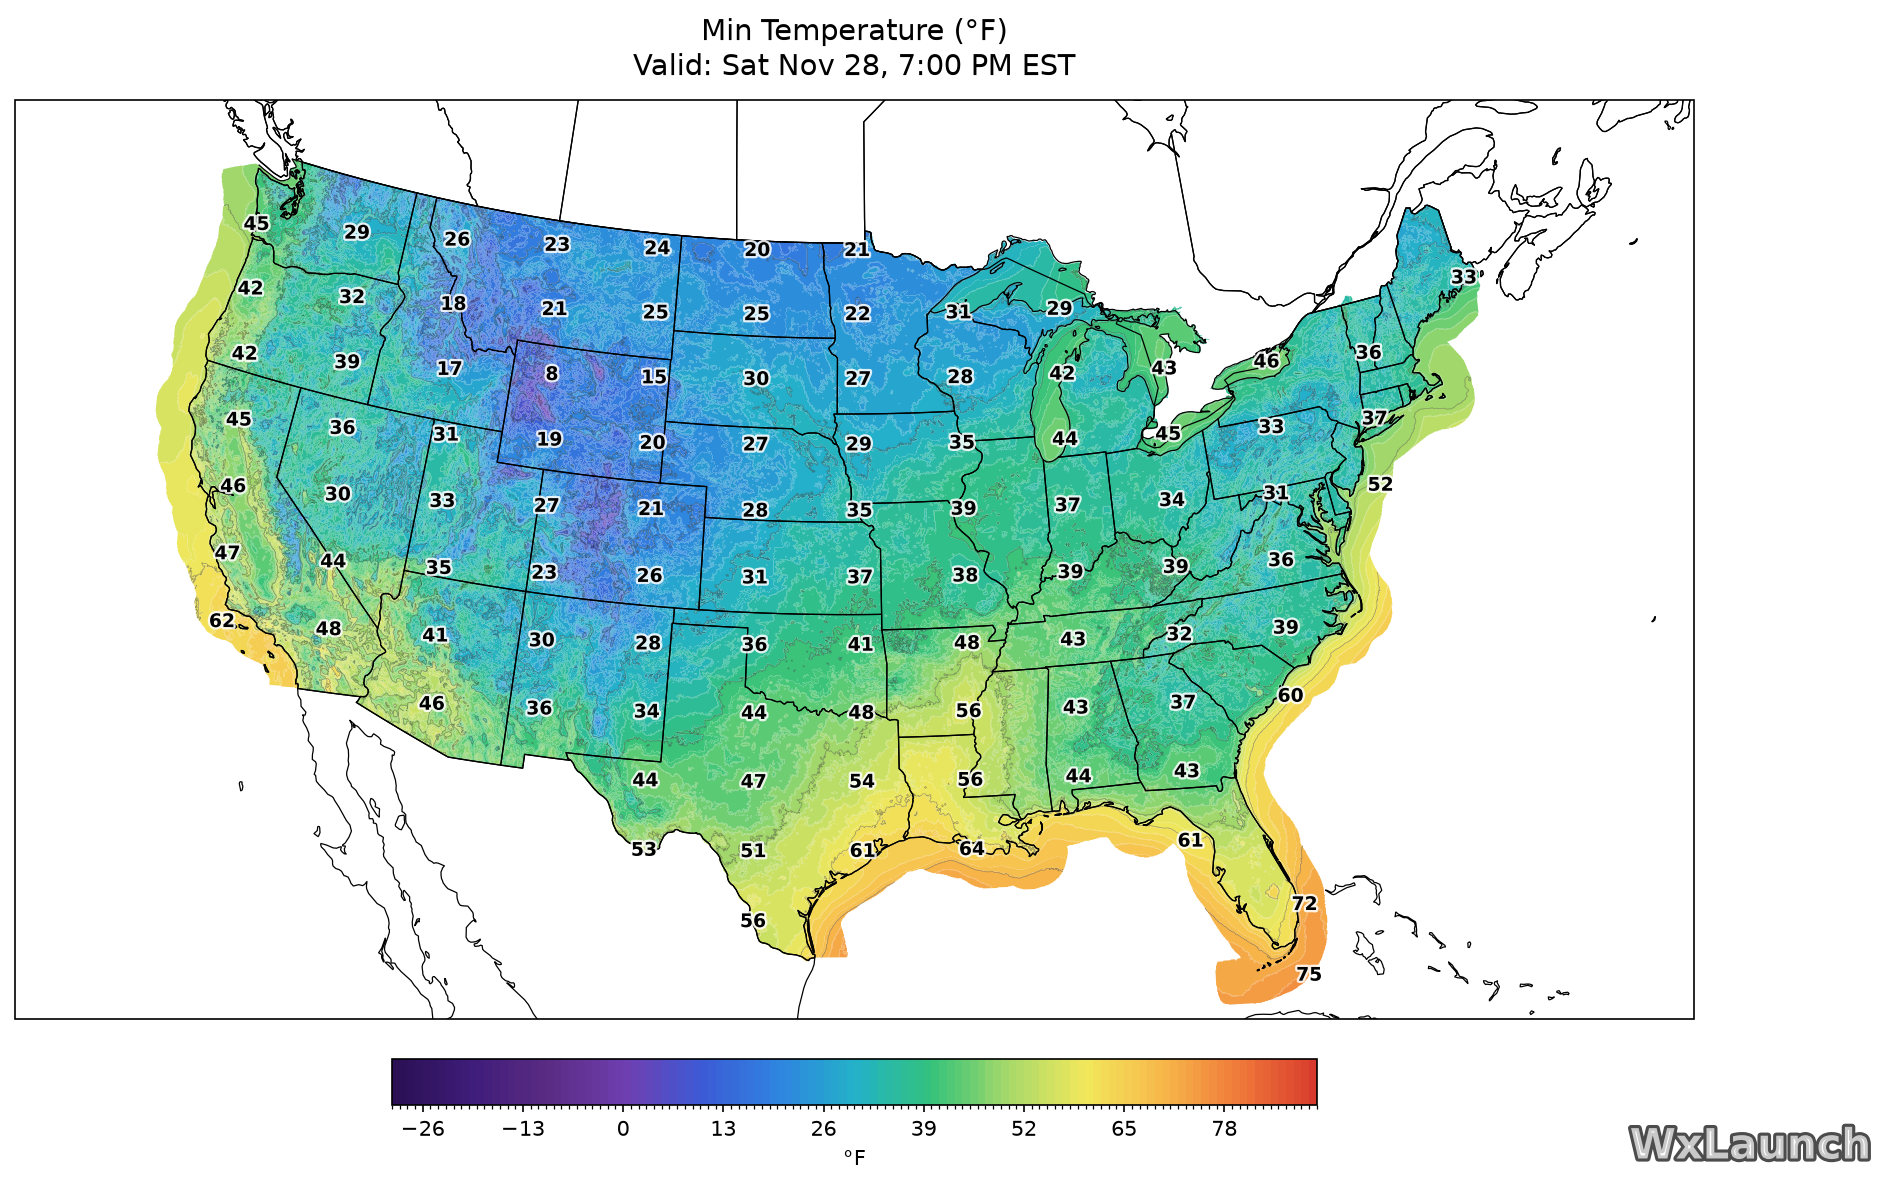 Min Temperature (°F)
Valid: Sat Nov 28, 7:00 PM EST
45 29 26 23 24 20 21 33
42 32 18 21 25 25 22 31 29
42 39 17 8 15 30 27 28 42 43 46 36
45 36 31 19 20 27 29 35 44 45 33 37
46 30 33 27 21 28 35 39 37 34 31 52
47 44 35 23 26 31 37 38 39 39 36
62 48 41 30 28 36 41 48 43 32 39
46 36 34 44 48 56 43 37 60
44 47 54 56 44 43
53 51 61 64 61
56 72
75
−26 −13 0 13 26 39 52 65 78
°F
WxLaunch